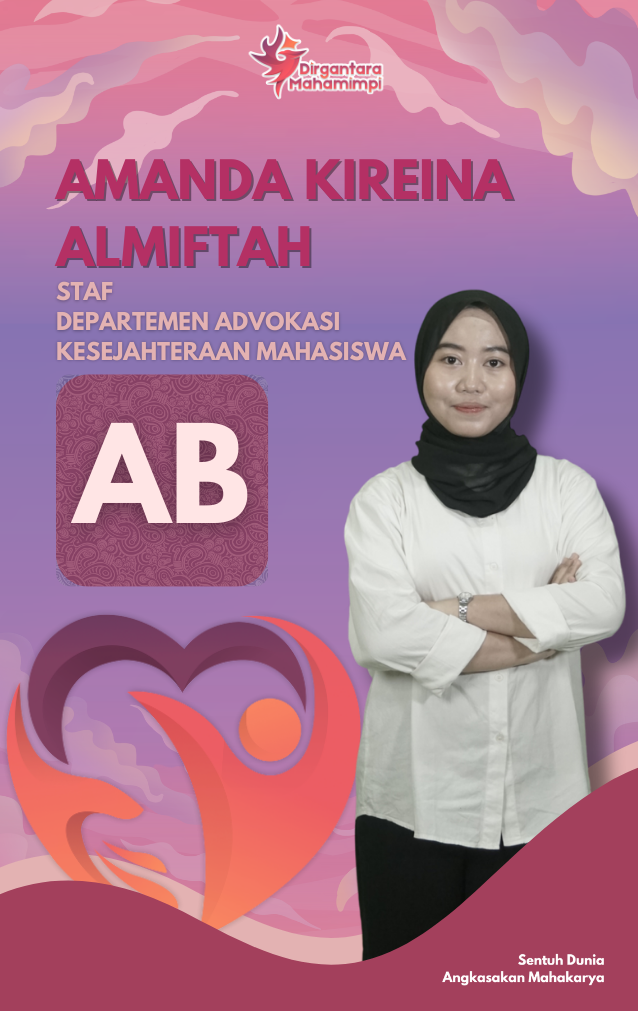 Dirgantara
Mahamimpi
AMANDA KIREINA
ALMIFTAH
STAF
DEPARTEMEN ADVOKASI
KESEJAHTERAAN MAHASISWA
AB
Sentuh Dunia
Angkasakan Mahakarya